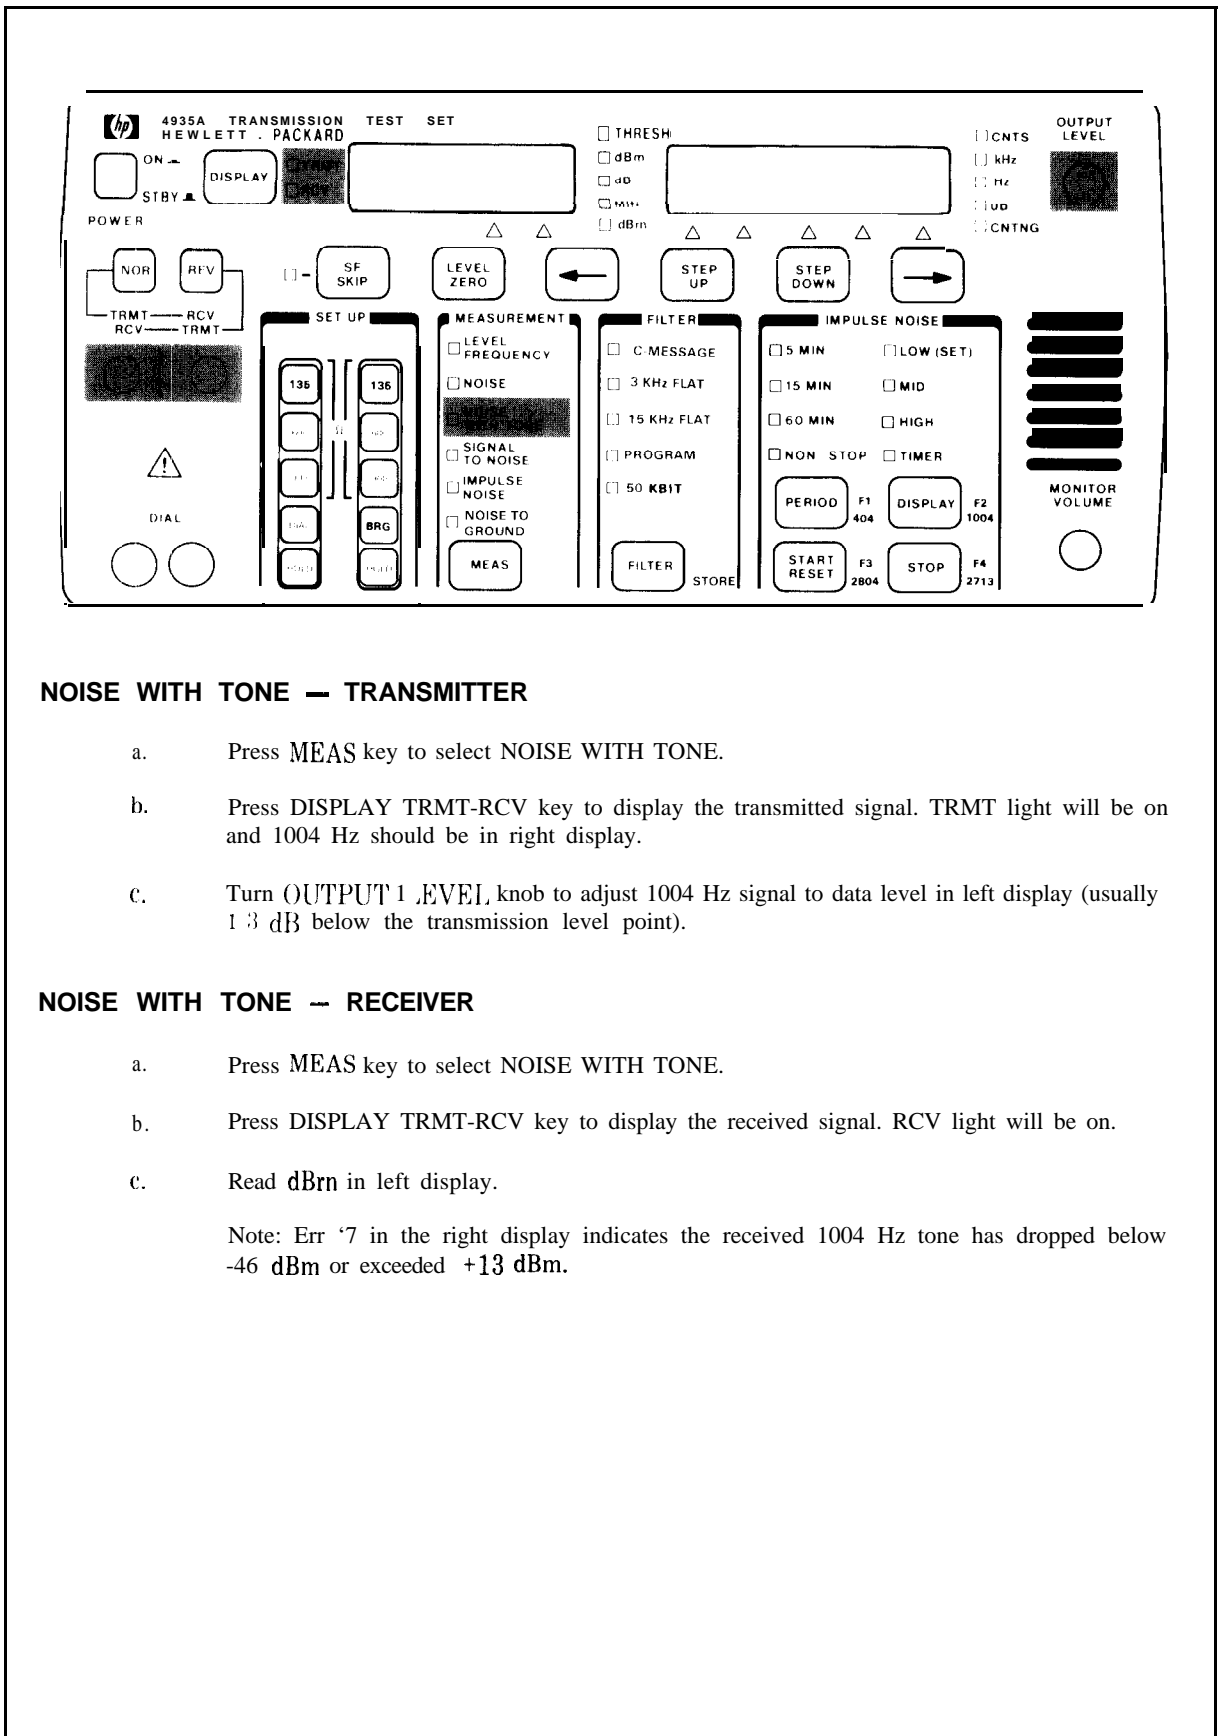 hp
4935A TRANSMISSION TEST SET
HEWLETT . PACKARD
ON
STBY
POWER
DISPLAY
THRESH
dBm
dB
MIN
dBrn
CNTS
kHz
Hz
CNTNG
OUTPUT
LEVEL
NOR
REV
TRMT RCV
RCV TRMT
SF
SKIP
LEVEL
ZERO
STEP
UP
STEP
DOWN
SET UP
135 135
BRG
DIAL
DIAL
MEASUREMENT
LEVEL
FREQUENCY
NOISE
SIGNAL
TO NOISE
IMPULSE
NOISE
NOISE TO
GROUND
MEAS
FILTER
C-MESSAGE
3 KHz FLAT
15 KHz FLAT
PROGRAM
50 KBIT
FILTER
STORE
IMPULSE NOISE
5 MIN LOW (SET)
15 MIN MID
60 MIN HIGH
NON STOP TIMER
PERIOD F1 404
DISPLAY F2 1004
START RESET F3 2804
STOP F4 2713
MONITOR
VOLUME
NOISE WITH TONE — TRANSMITTER
a. Press MEAS key to select NOISE WITH TONE.
b. Press DISPLAY TRMT-RCV key to display the transmitted signal. TRMT light will be on
and 1004 Hz should be in right display.
c. Turn OUTPUT LEVEL knob to adjust 1004 Hz signal to data level in left display (usually
13 dB below the transmission level point).
NOISE WITH TONE – RECEIVER
a. Press MEAS key to select NOISE WITH TONE.
b. Press DISPLAY TRMT-RCV key to display the received signal. RCV light will be on.
c. Read dBrn in left display.
Note: Err ‘7 in the right display indicates the received 1004 Hz tone has dropped below
-46 dBm or exceeded +13 dBm.